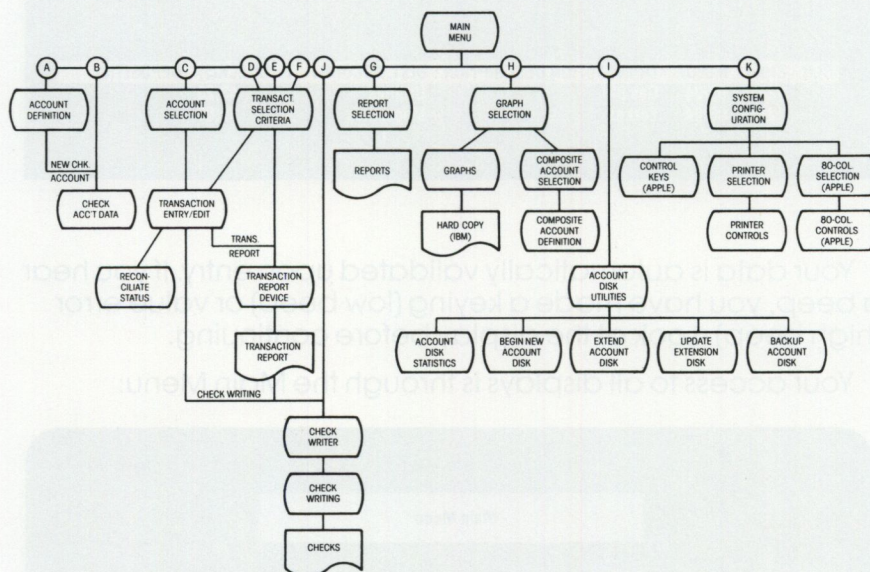 MAIN
MENU
A
B
C
D
E
F
J
G
H
I
K
ACCOUNT
DEFINITION
ACCOUNT
SELECTION
TRANSACT.
SELECTION
CRITERIA
REPORT
SELECTION
GRAPH
SELECTION
SYSTEM
CONFIG-
URATION
NEW CHK.
ACCOUNT
CHECK
ACC'T DATA
TRANSACTION
ENTRY/EDIT
REPORTS
GRAPHS
COMPOSITE
ACCOUNT
SELECTION
CONTROL
KEYS
(APPLE)
PRINTER
SELECTION
80-COL.
SELECTION
(APPLE)
HARD COPY
(IBM)
COMPOSITE
ACCOUNT
DEFINITION
PRINTER
CONTROLS
80-COL.
CONTROLS
(APPLE)
TRANS.
REPORT
RECON-
CILIATE
STATUS
TRANSACTION
REPORT
DEVICE
ACCOUNT
DISK
UTILITIES
TRANSACTION
REPORT
ACCOUNT
DISK
STATISTICS
BEGIN NEW
ACCOUNT
DISK
EXTEND
ACCOUNT
DISK
UPDATE
EXTENSION
DISK
BACKUP
ACCOUNT
DISK
CHECK WRITING
CHECK
WRITER
CHECK
WRITING
CHECKS
Your data is automatically validated upon entry. If you hear
a beep, you have made a keying (low beep) or value error
before continuing.
Your access to all displays is through the Main Menu.
Main Menu